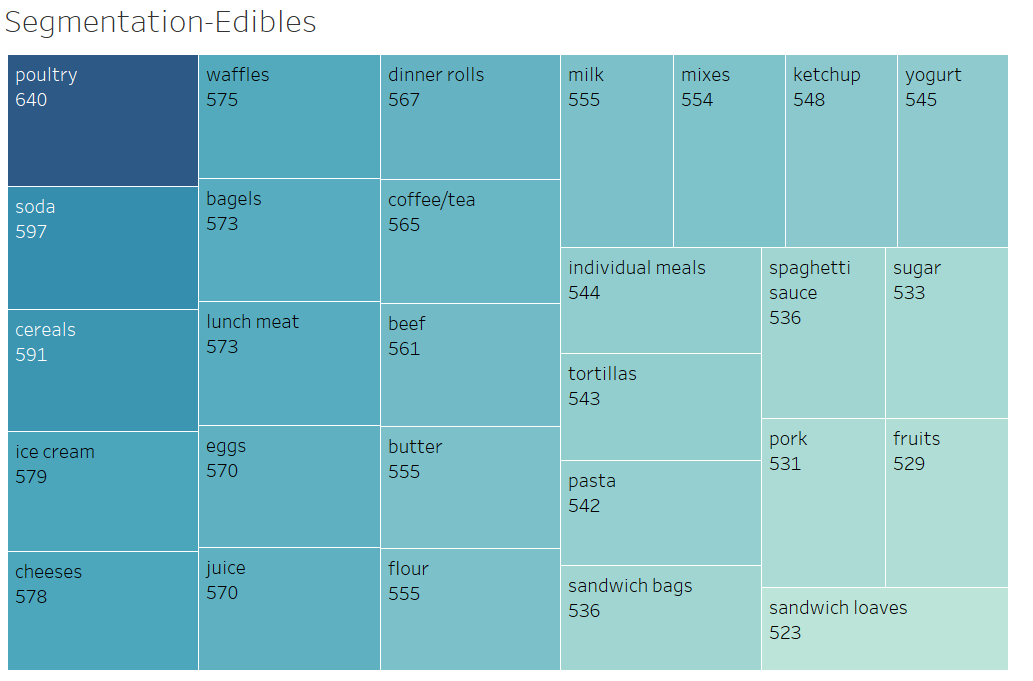 Segmentation-Edibles
poultry
640
soda
597
cereals
591
ice cream
579
cheeses
578
waffles
575
bagels
573
lunch meat
573
eggs
570
juice
570
dinner rolls
567
coffee/tea
565
beef
561
butter
555
flour
555
milk
555
mixes
554
ketchup
548
yogurt
545
individual meals
544
tortillas
543
pasta
542
sandwich bags
536
spaghetti
sauce
536
sugar
533
pork
531
fruits
529
sandwich loaves
523